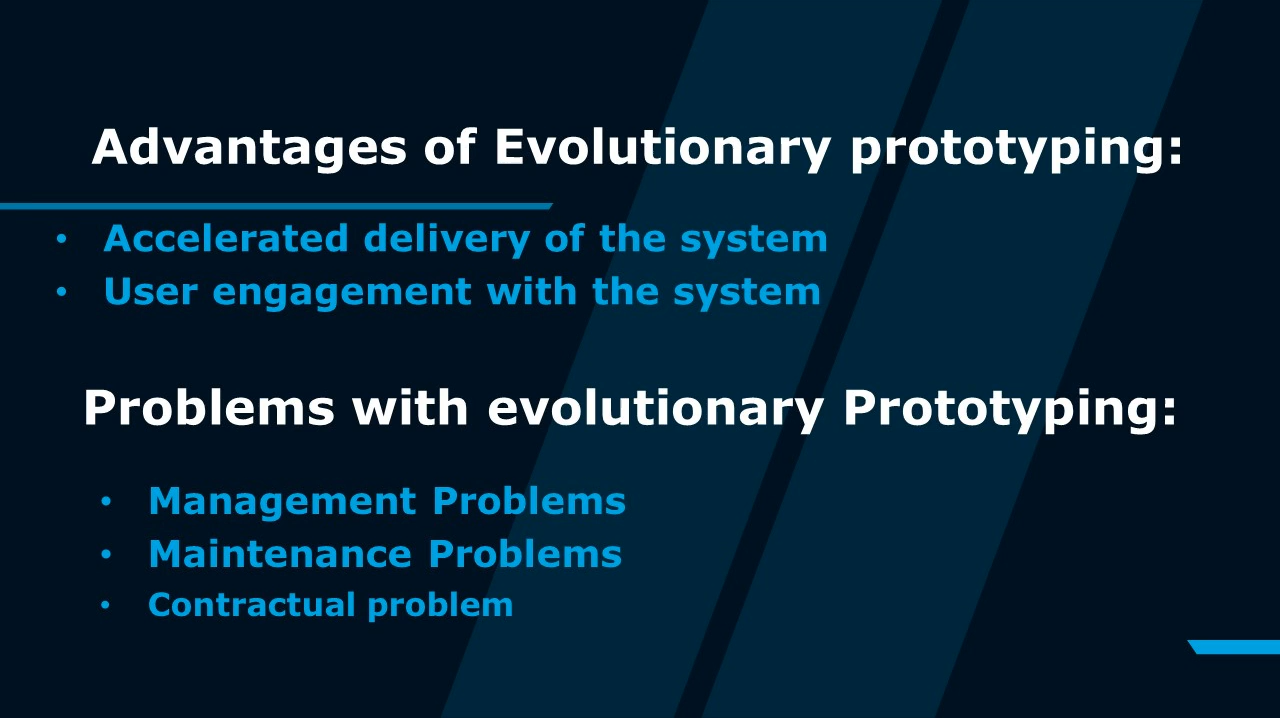 Advantages of Evolutionary prototyping:
• Accelerated delivery of the system
• User engagement with the system
Problems with evolutionary Prototyping:
• Management Problems
• Maintenance Problems
• Contractual problem